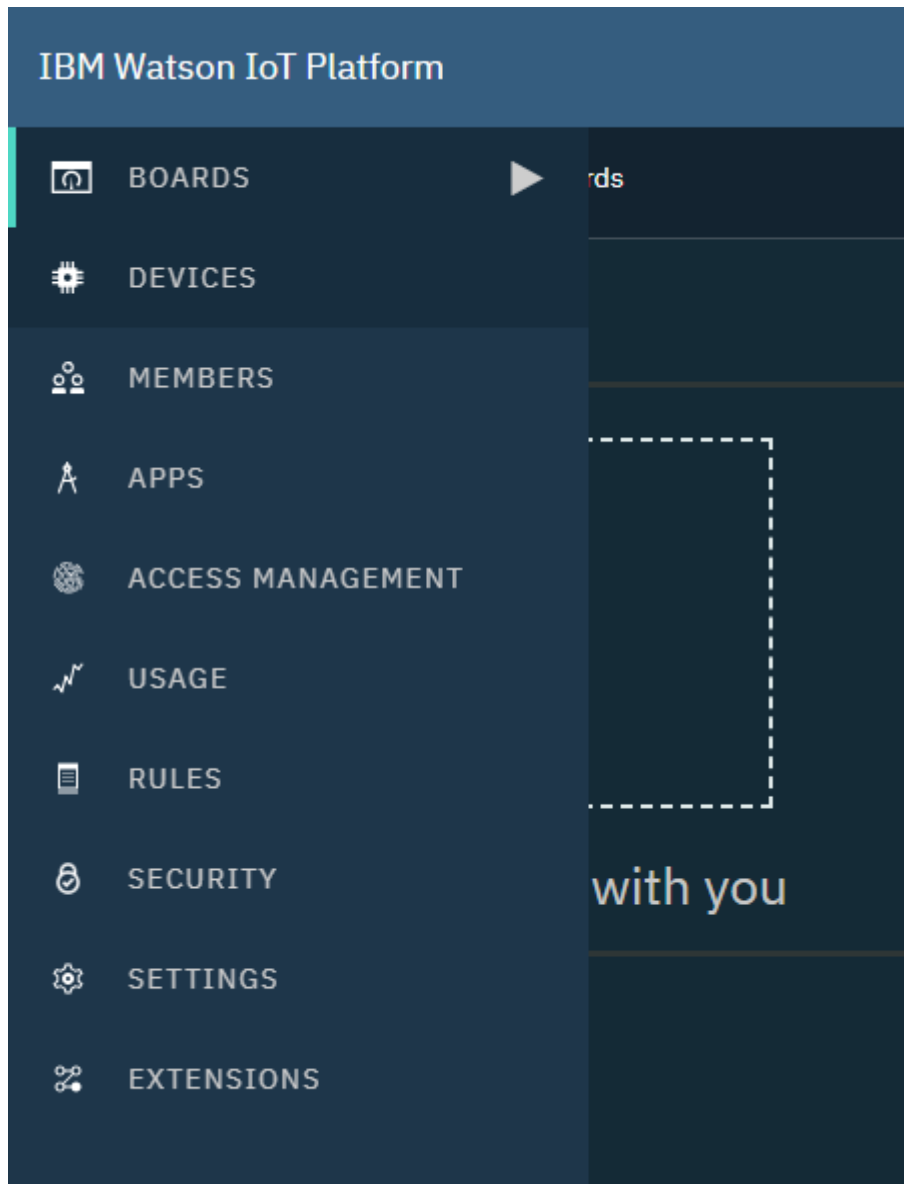 IBM Watson IoT Platform
BOARDS
rds
DEVICES
MEMBERS
APPS
ACCESS MANAGEMENT
USAGE
RULES
SECURITY
with you
SETTINGS
EXTENSIONS